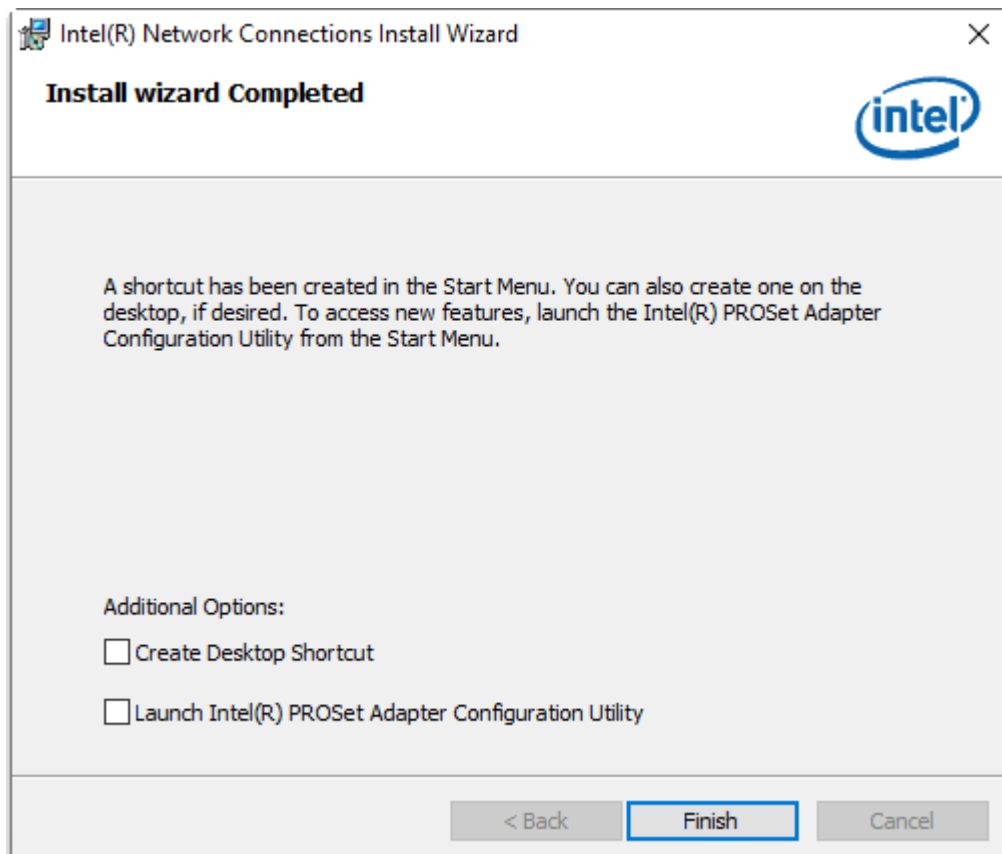 Intel(R) Network Connections Install Wizard
Install wizard Completed
intel
A shortcut has been created in the Start Menu. You can also create one on the
desktop, if desired. To access new features, launch the Intel(R) PROSet Adapter
Configuration Utility from the Start Menu.
Additional Options:
Create Desktop Shortcut
Launch Intel(R) PROSet Adapter Configuration Utility
< Back
Finish
Cancel